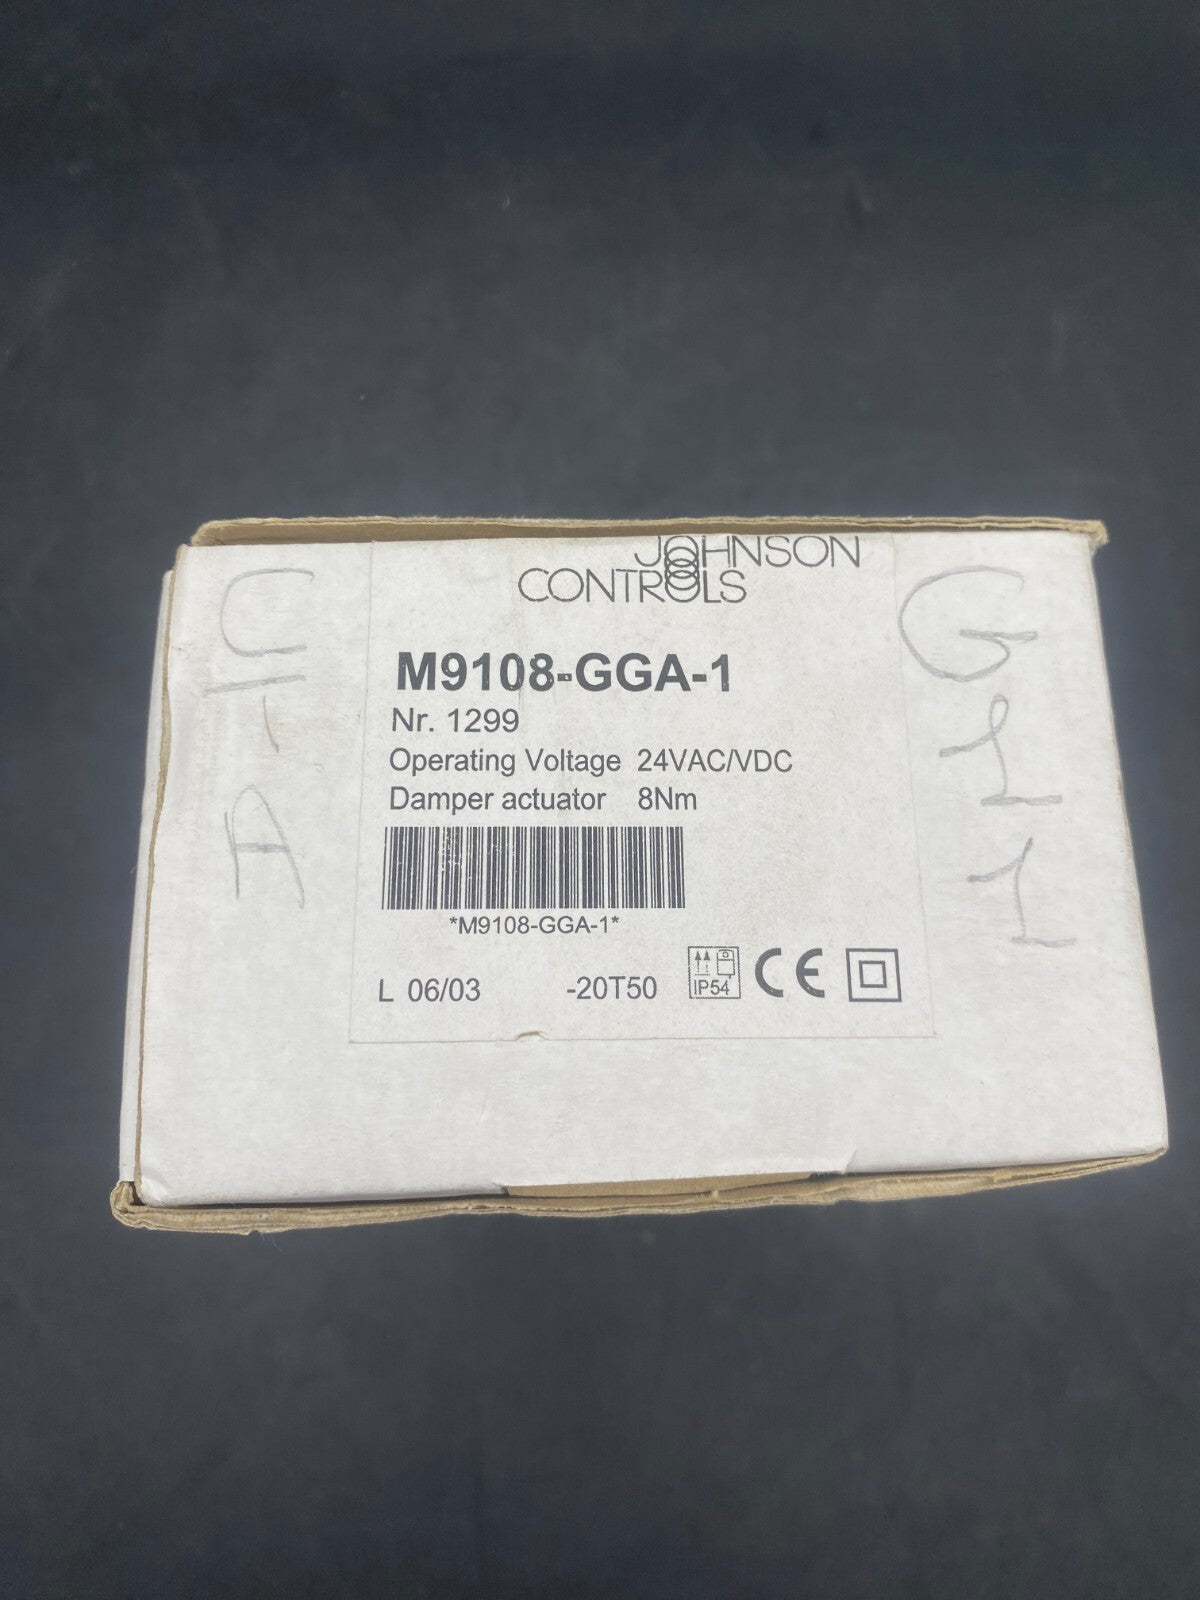 JOHNSON
CONTROLS
M9108-GGA-1
Nr. 1299
Operating Voltage 24VAC/VDC
Damper actuator 8Nm
*M9108-GGA-1*
L 06/03 -20T50 IP54 CE